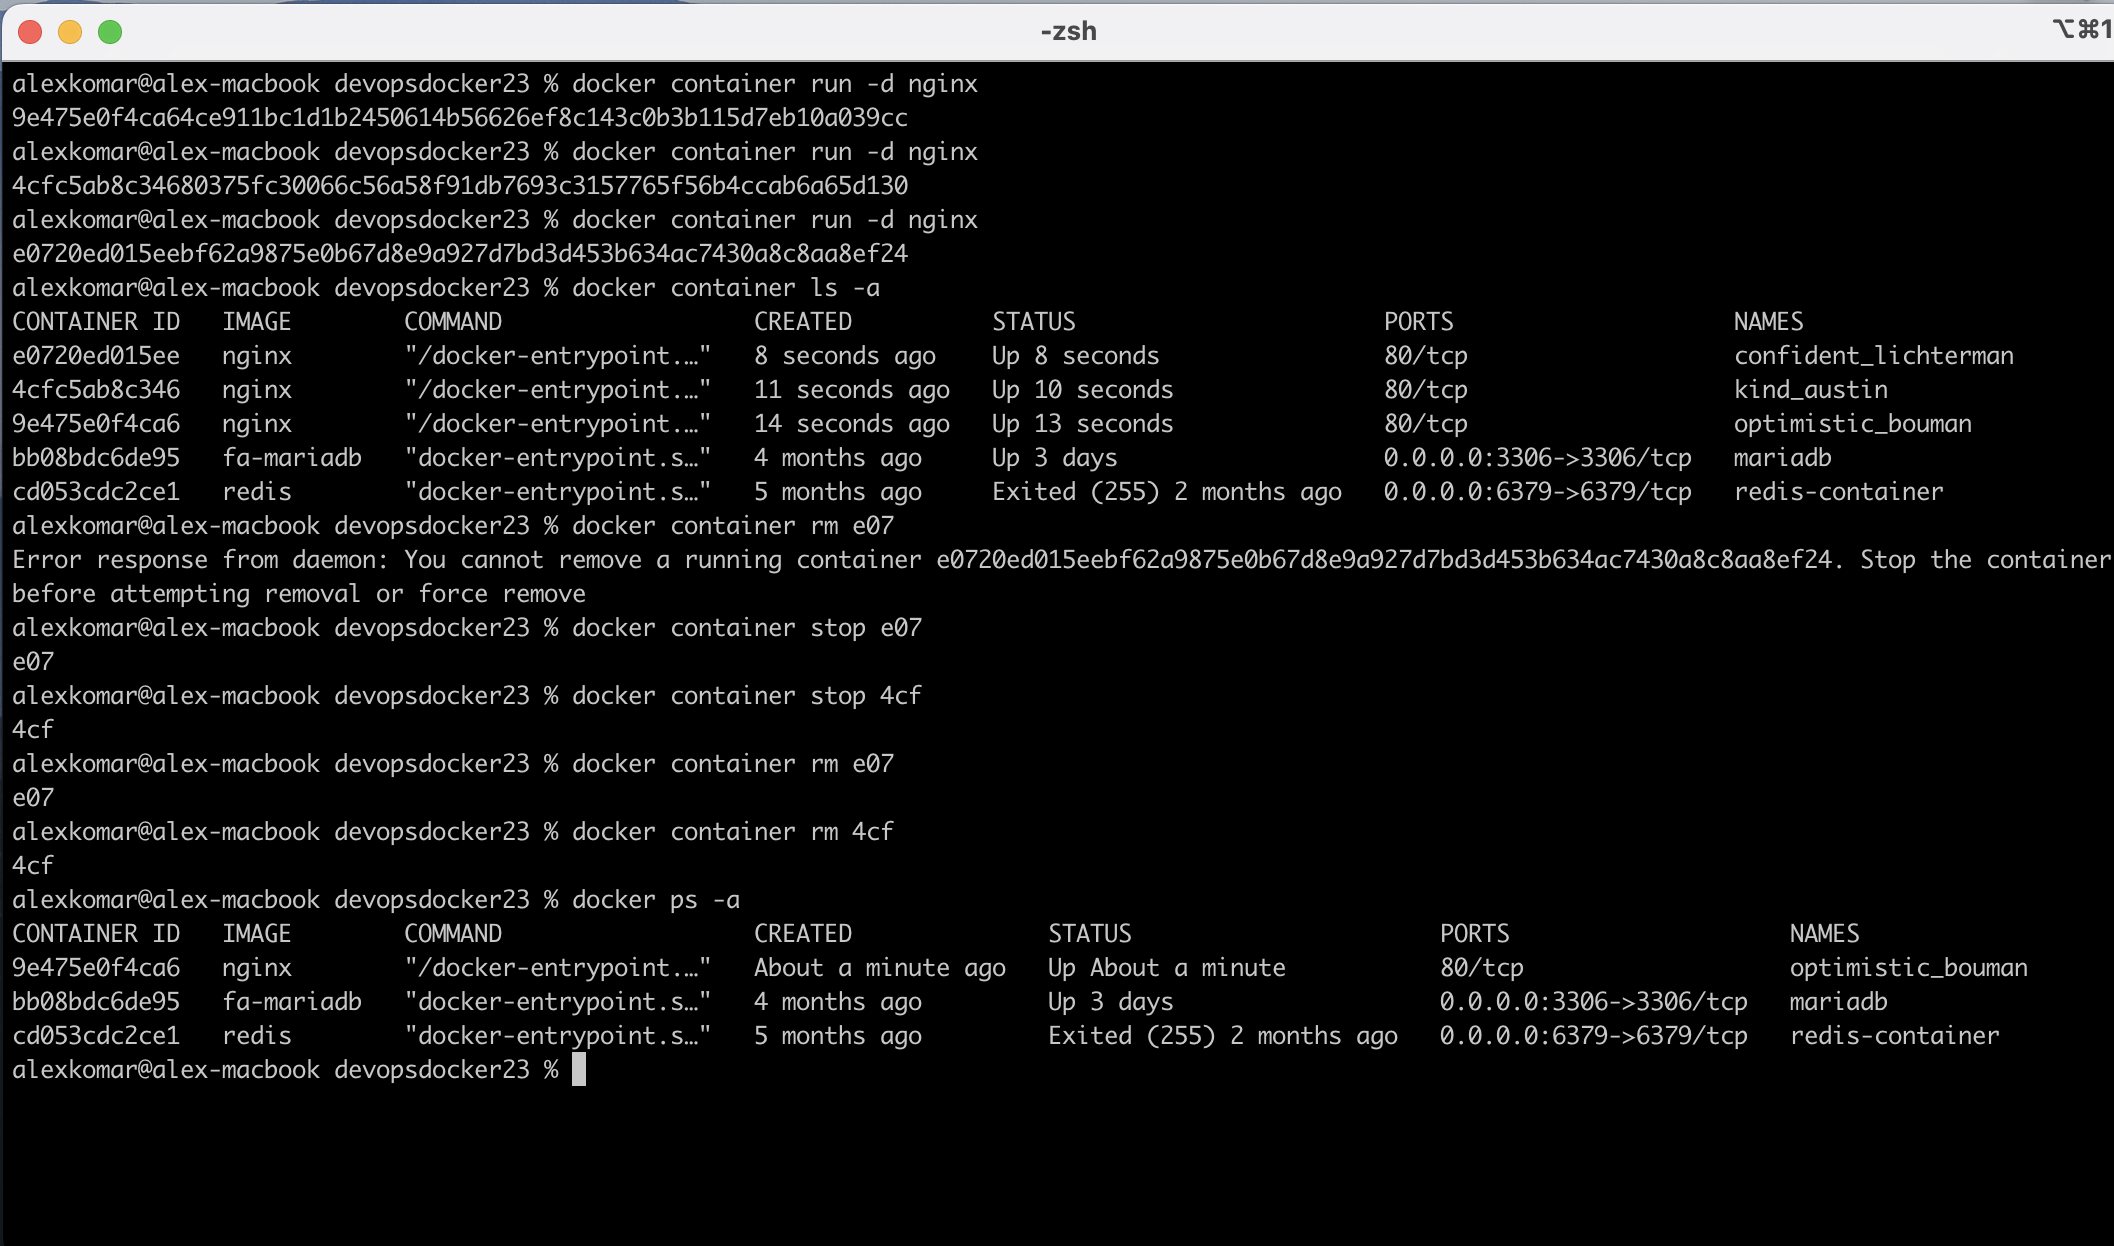 -zsh
⌥⌘1
alexkomar@alex-macbook devopsdocker23 % docker container run -d nginx
9e475e0f4ca64ce911bc1d1b2450614b56626ef8c143c0b3b115d7eb10a039cc
alexkomar@alex-macbook devopsdocker23 % docker container run -d nginx
4cfc5ab8c34680375fc30066c56a58f91db7693c3157765f56b4ccab6a65d130
alexkomar@alex-macbook devopsdocker23 % docker container run -d nginx
e0720ed015eebf62a9875e0b67d8e9a927d7bd3d453b634ac7430a8c8aa8ef24
alexkomar@alex-macbook devopsdocker23 % docker container ls -a
CONTAINER ID   IMAGE        COMMAND                  CREATED          STATUS                      PORTS                    NAMES
e0720ed015ee   nginx        "/docker-entrypoint.…"   8 seconds ago    Up 8 seconds                80/tcp                   confident_lichterman
4cfc5ab8c346   nginx        "/docker-entrypoint.…"   11 seconds ago   Up 10 seconds               80/tcp                   kind_austin
9e475e0f4ca6   nginx        "/docker-entrypoint.…"   14 seconds ago   Up 13 seconds               80/tcp                   optimistic_bouman
bb08bdc6de95   fa-mariadb   "docker-entrypoint.s…"   4 months ago     Up 3 days                   0.0.0.0:3306->3306/tcp   mariadb
cd053cdc2ce1   redis        "docker-entrypoint.s…"   5 months ago     Exited (255) 2 months ago   0.0.0.0:6379->6379/tcp   redis-container
alexkomar@alex-macbook devopsdocker23 % docker container rm e07
Error response from daemon: You cannot remove a running container e0720ed015eebf62a9875e0b67d8e9a927d7bd3d453b634ac7430a8c8aa8ef24. Stop the container
before attempting removal or force remove
alexkomar@alex-macbook devopsdocker23 % docker container stop e07
e07
alexkomar@alex-macbook devopsdocker23 % docker container stop 4cf
4cf
alexkomar@alex-macbook devopsdocker23 % docker container rm e07
e07
alexkomar@alex-macbook devopsdocker23 % docker container rm 4cf
4cf
alexkomar@alex-macbook devopsdocker23 % docker ps -a
CONTAINER ID   IMAGE        COMMAND                  CREATED              STATUS                      PORTS                    NAMES
9e475e0f4ca6   nginx        "/docker-entrypoint.…"   About a minute ago   Up About a minute           80/tcp                   optimistic_bouman
bb08bdc6de95   fa-mariadb   "docker-entrypoint.s…"   4 months ago         Up 3 days                   0.0.0.0:3306->3306/tcp   mariadb
cd053cdc2ce1   redis        "docker-entrypoint.s…"   5 months ago         Exited (255) 2 months ago   0.0.0.0:6379->6379/tcp   redis-container
alexkomar@alex-macbook devopsdocker23 %